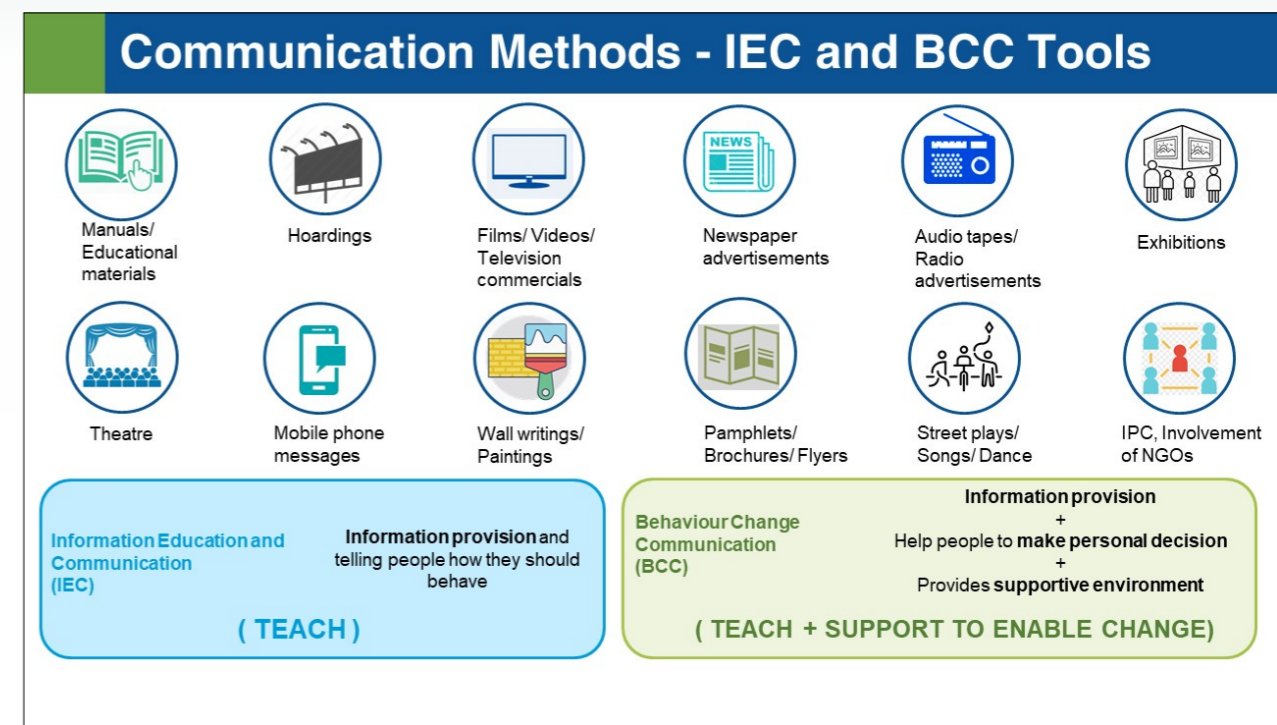 Communication Methods - IEC and BCC Tools
NEWS
Manuals/
Educational
materials
Hoardings
Films/ Videos/
Television
commercials
Newspaper
advertisements
Audio tapes/
Radio
advertisements
Exhibitions
Theatre
Mobile phone
messages
Wall writings/
Paintings
Pamphlets/
Brochures/ Flyers
Street plays/
Songs/ Dance
IPC, Involvement
of NGOs
Information Education and
Communication
(IEC)
Information provision and
telling people how they should
behave
( TEACH )
Behaviour Change
Communication
(BCC)
Information provision
+
Help people to make personal decision
+
Provides supportive environment
( TEACH + SUPPORT TO ENABLE CHANGE)